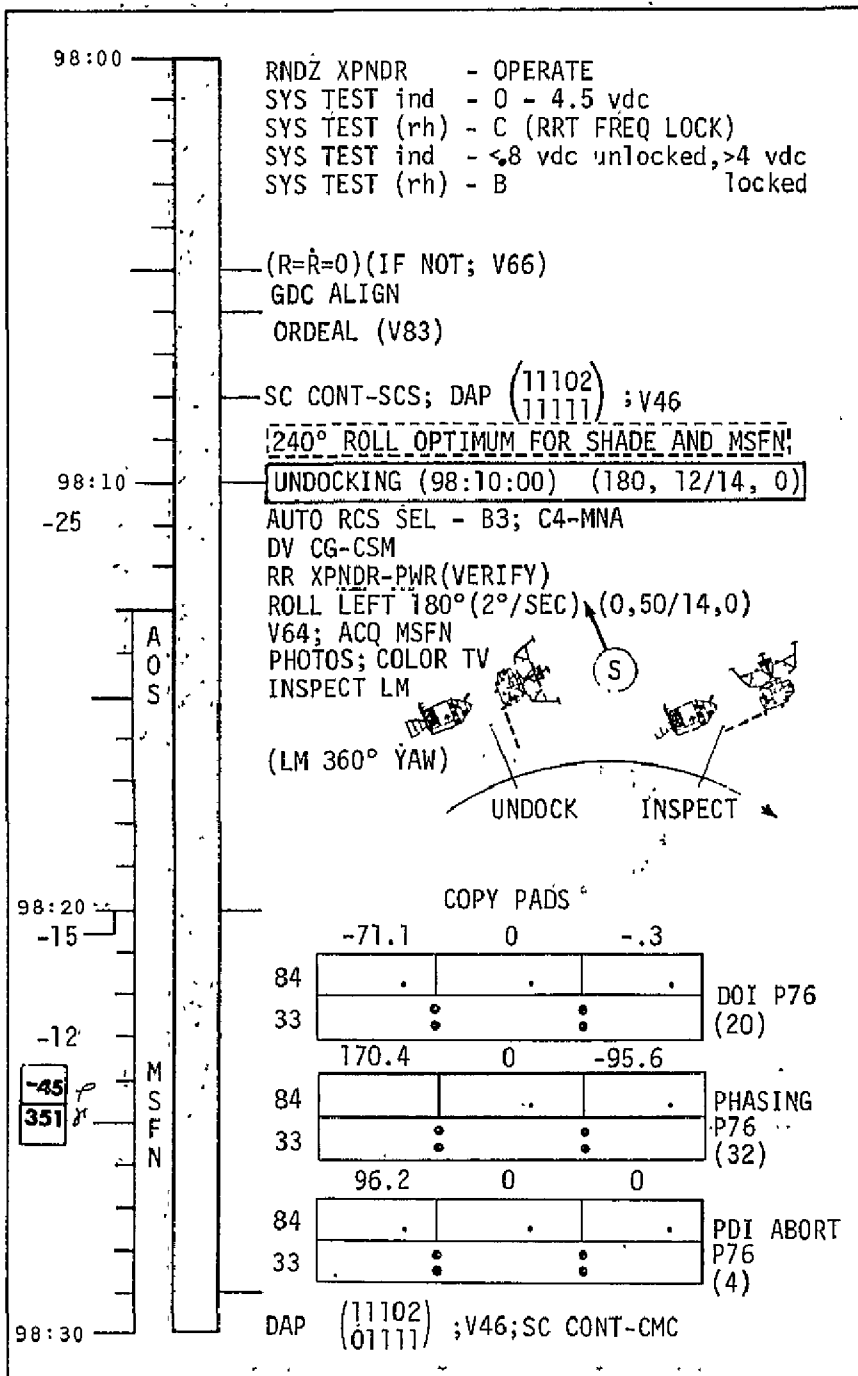 98:00
RNDZ XPNDR - OPERATE
SYS TEST ind - 0 - 4.5 vdc
SYS TEST (rh) - C (RRT FREQ LOCK)
SYS TEST ind - <.8 vdc unlocked,>4 vdc
SYS TEST (rh) - B locked
(R=Ṙ=0)(IF NOT; V66)
GDC ALIGN
ORDEAL (V83)
SC CONT-SCS; DAP (11102 11111) ;V46
240° ROLL OPTIMUM FOR SHADE AND MSFN
98:10 UNDOCKING (98:10:00) (180, 12/14, 0)
-25 AUTO RCS SEL - B3; C4-MNA
DV CG-CSM
RR XPNDR-PWR(VERIFY)
ROLL LEFT 180°(2°/SEC) (0,50/14,0)
AOS
V64; ACQ MSFN
PHOTOS; COLOR TV
INSPECT LM
S
(LM 360° YAW)
UNDOCK INSPECT
98:20 COPY PADS
-15
-71.1 0 -.3
84 DOI P76
33 (20)
-12
170.4 0 -95.6
-45
351
MSFN
84 PHASING
33 P76
(32)
96.2 0 0
84 PDI ABORT
33 P76
(4)
98:30 DAP (11102 01111) ;V46;SC CONT-CMC